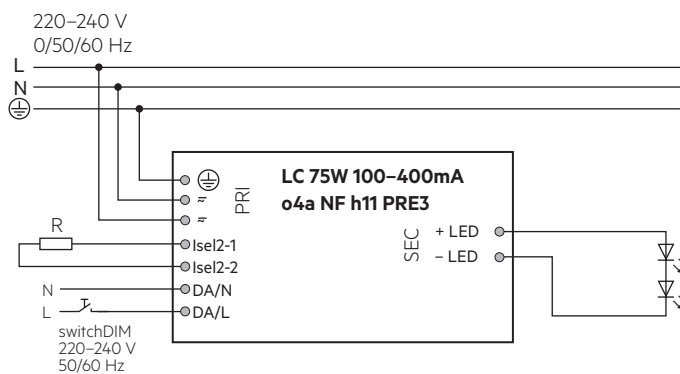 220–240 V
0/50/60 Hz
L
N
LC 75W 100–400mA
o4a NF h11 PRE3
PRI
≂
≂
R
Isel2-1
Isel2-2
N
DA/N
L
DA/L
switchDIM
220–240 V
50/60 Hz
SEC
+ LED
– LED